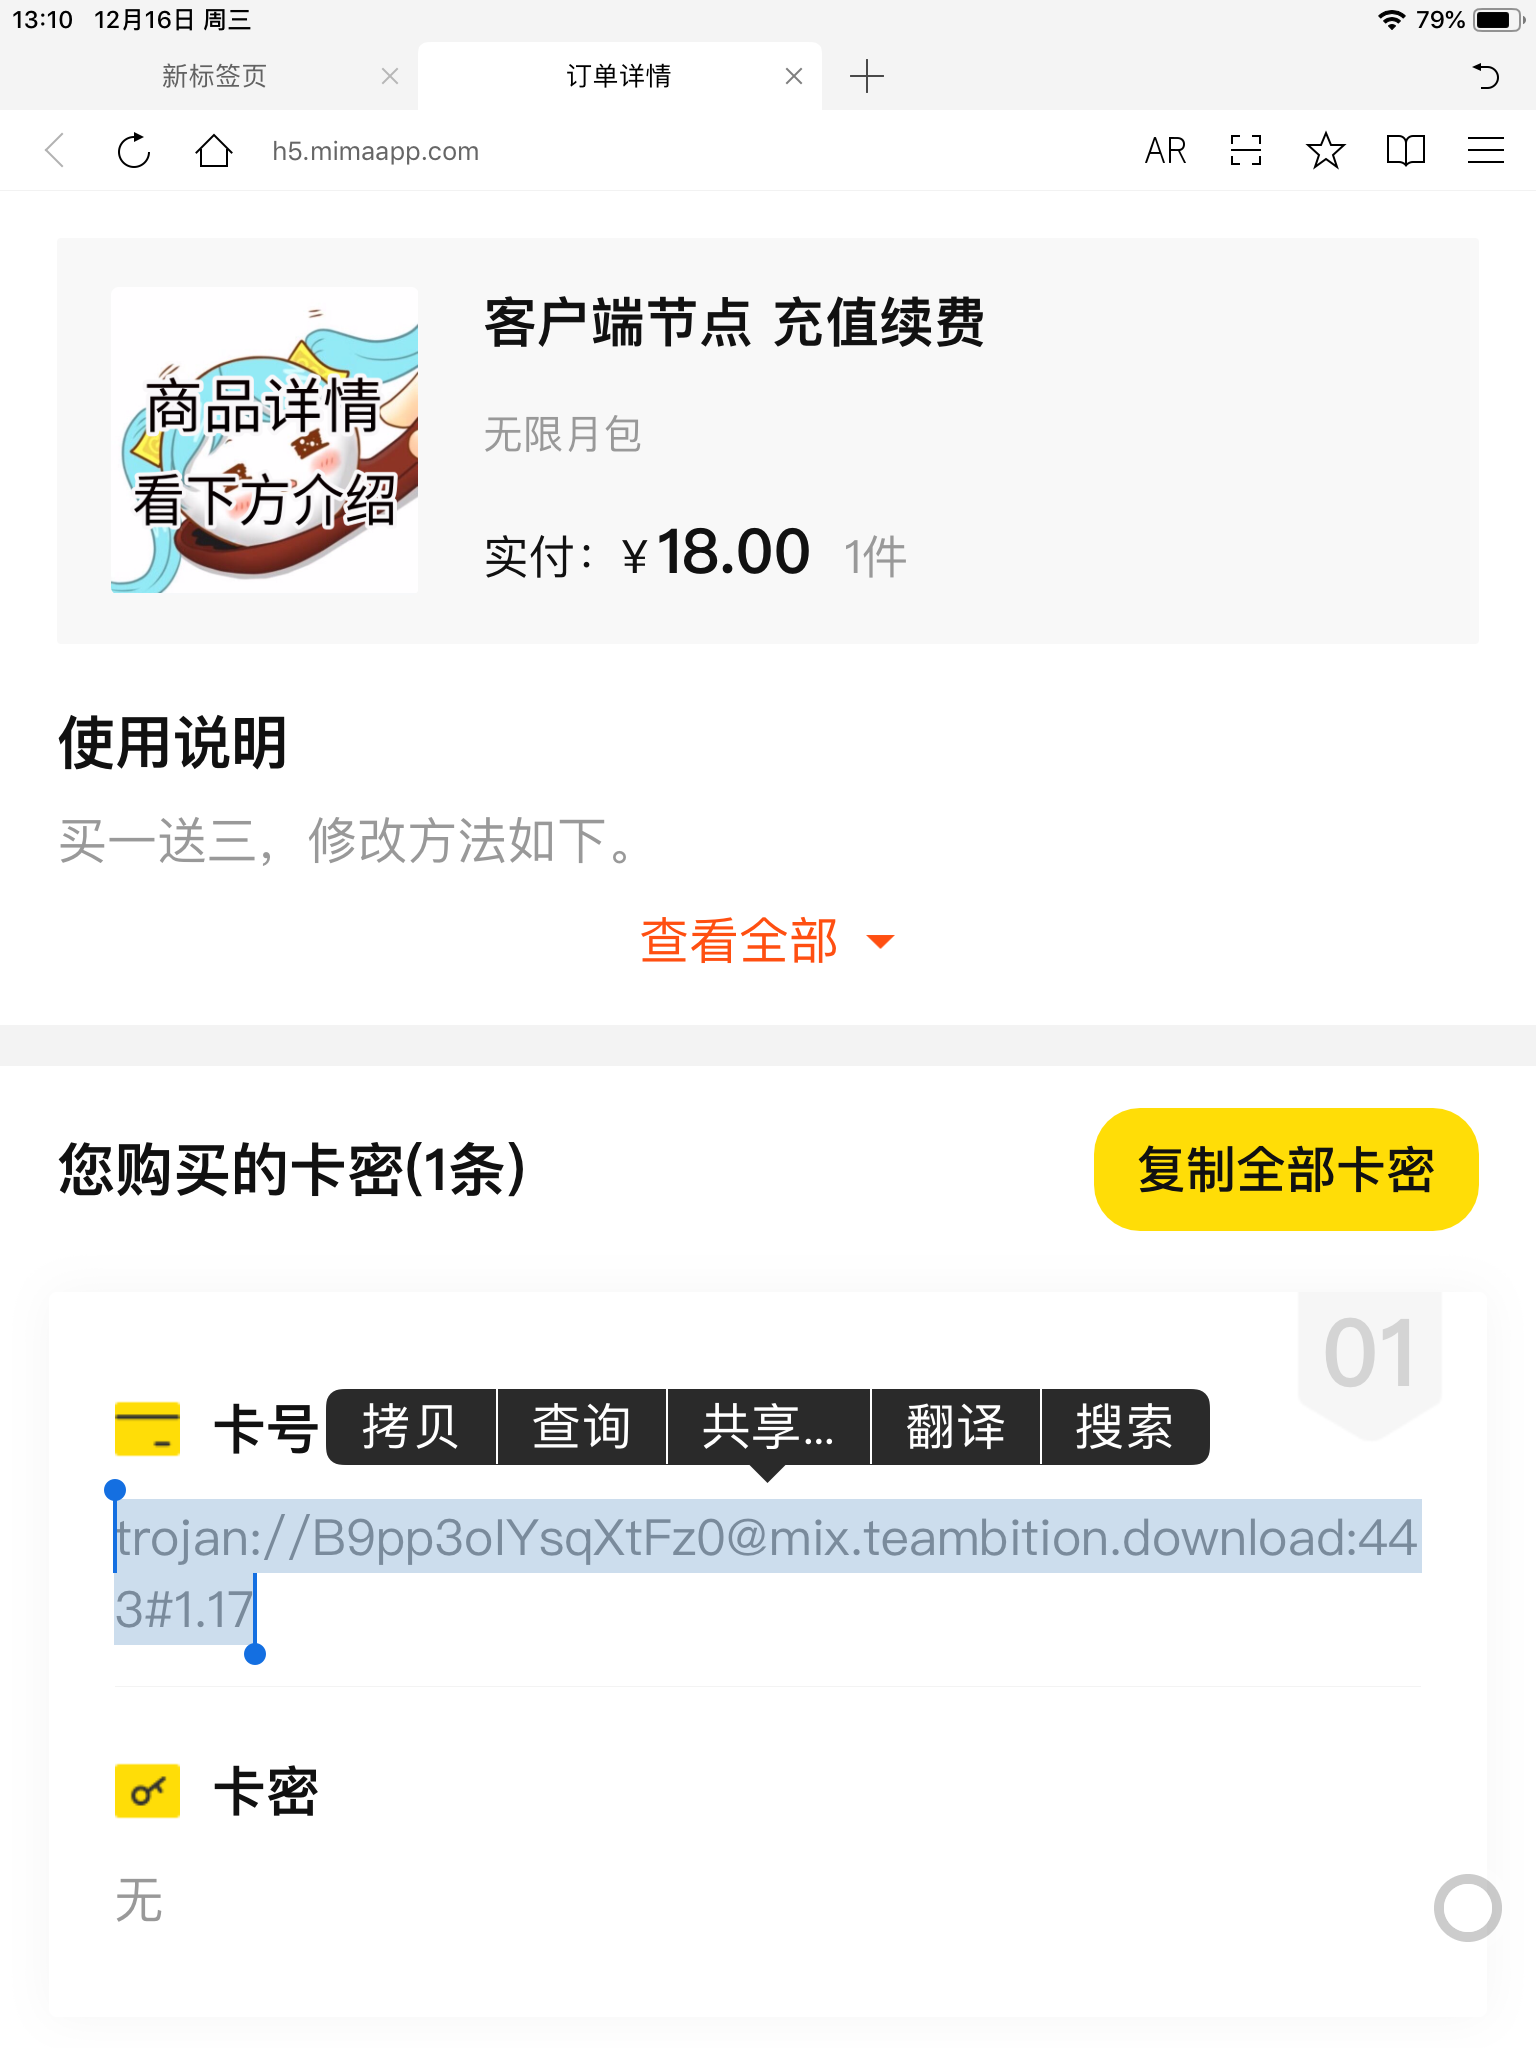 13:10 12月16日 周三
79%
新标签页
订单详情
h5.mimaapp.com
AR
客户端节点 充值续费
商品详情
看下方介绍
无限月包
实付：¥18.00 1件
使用说明
买一送三，修改方法如下。
查看全部
您购买的卡密(1条)
复制全部卡密
01
卡号
拷贝 查询 共享... 翻译 搜索
trojan://B9pp3oIYsqXtFz0@mix.teambition.download:44
3#1.17
卡密
无